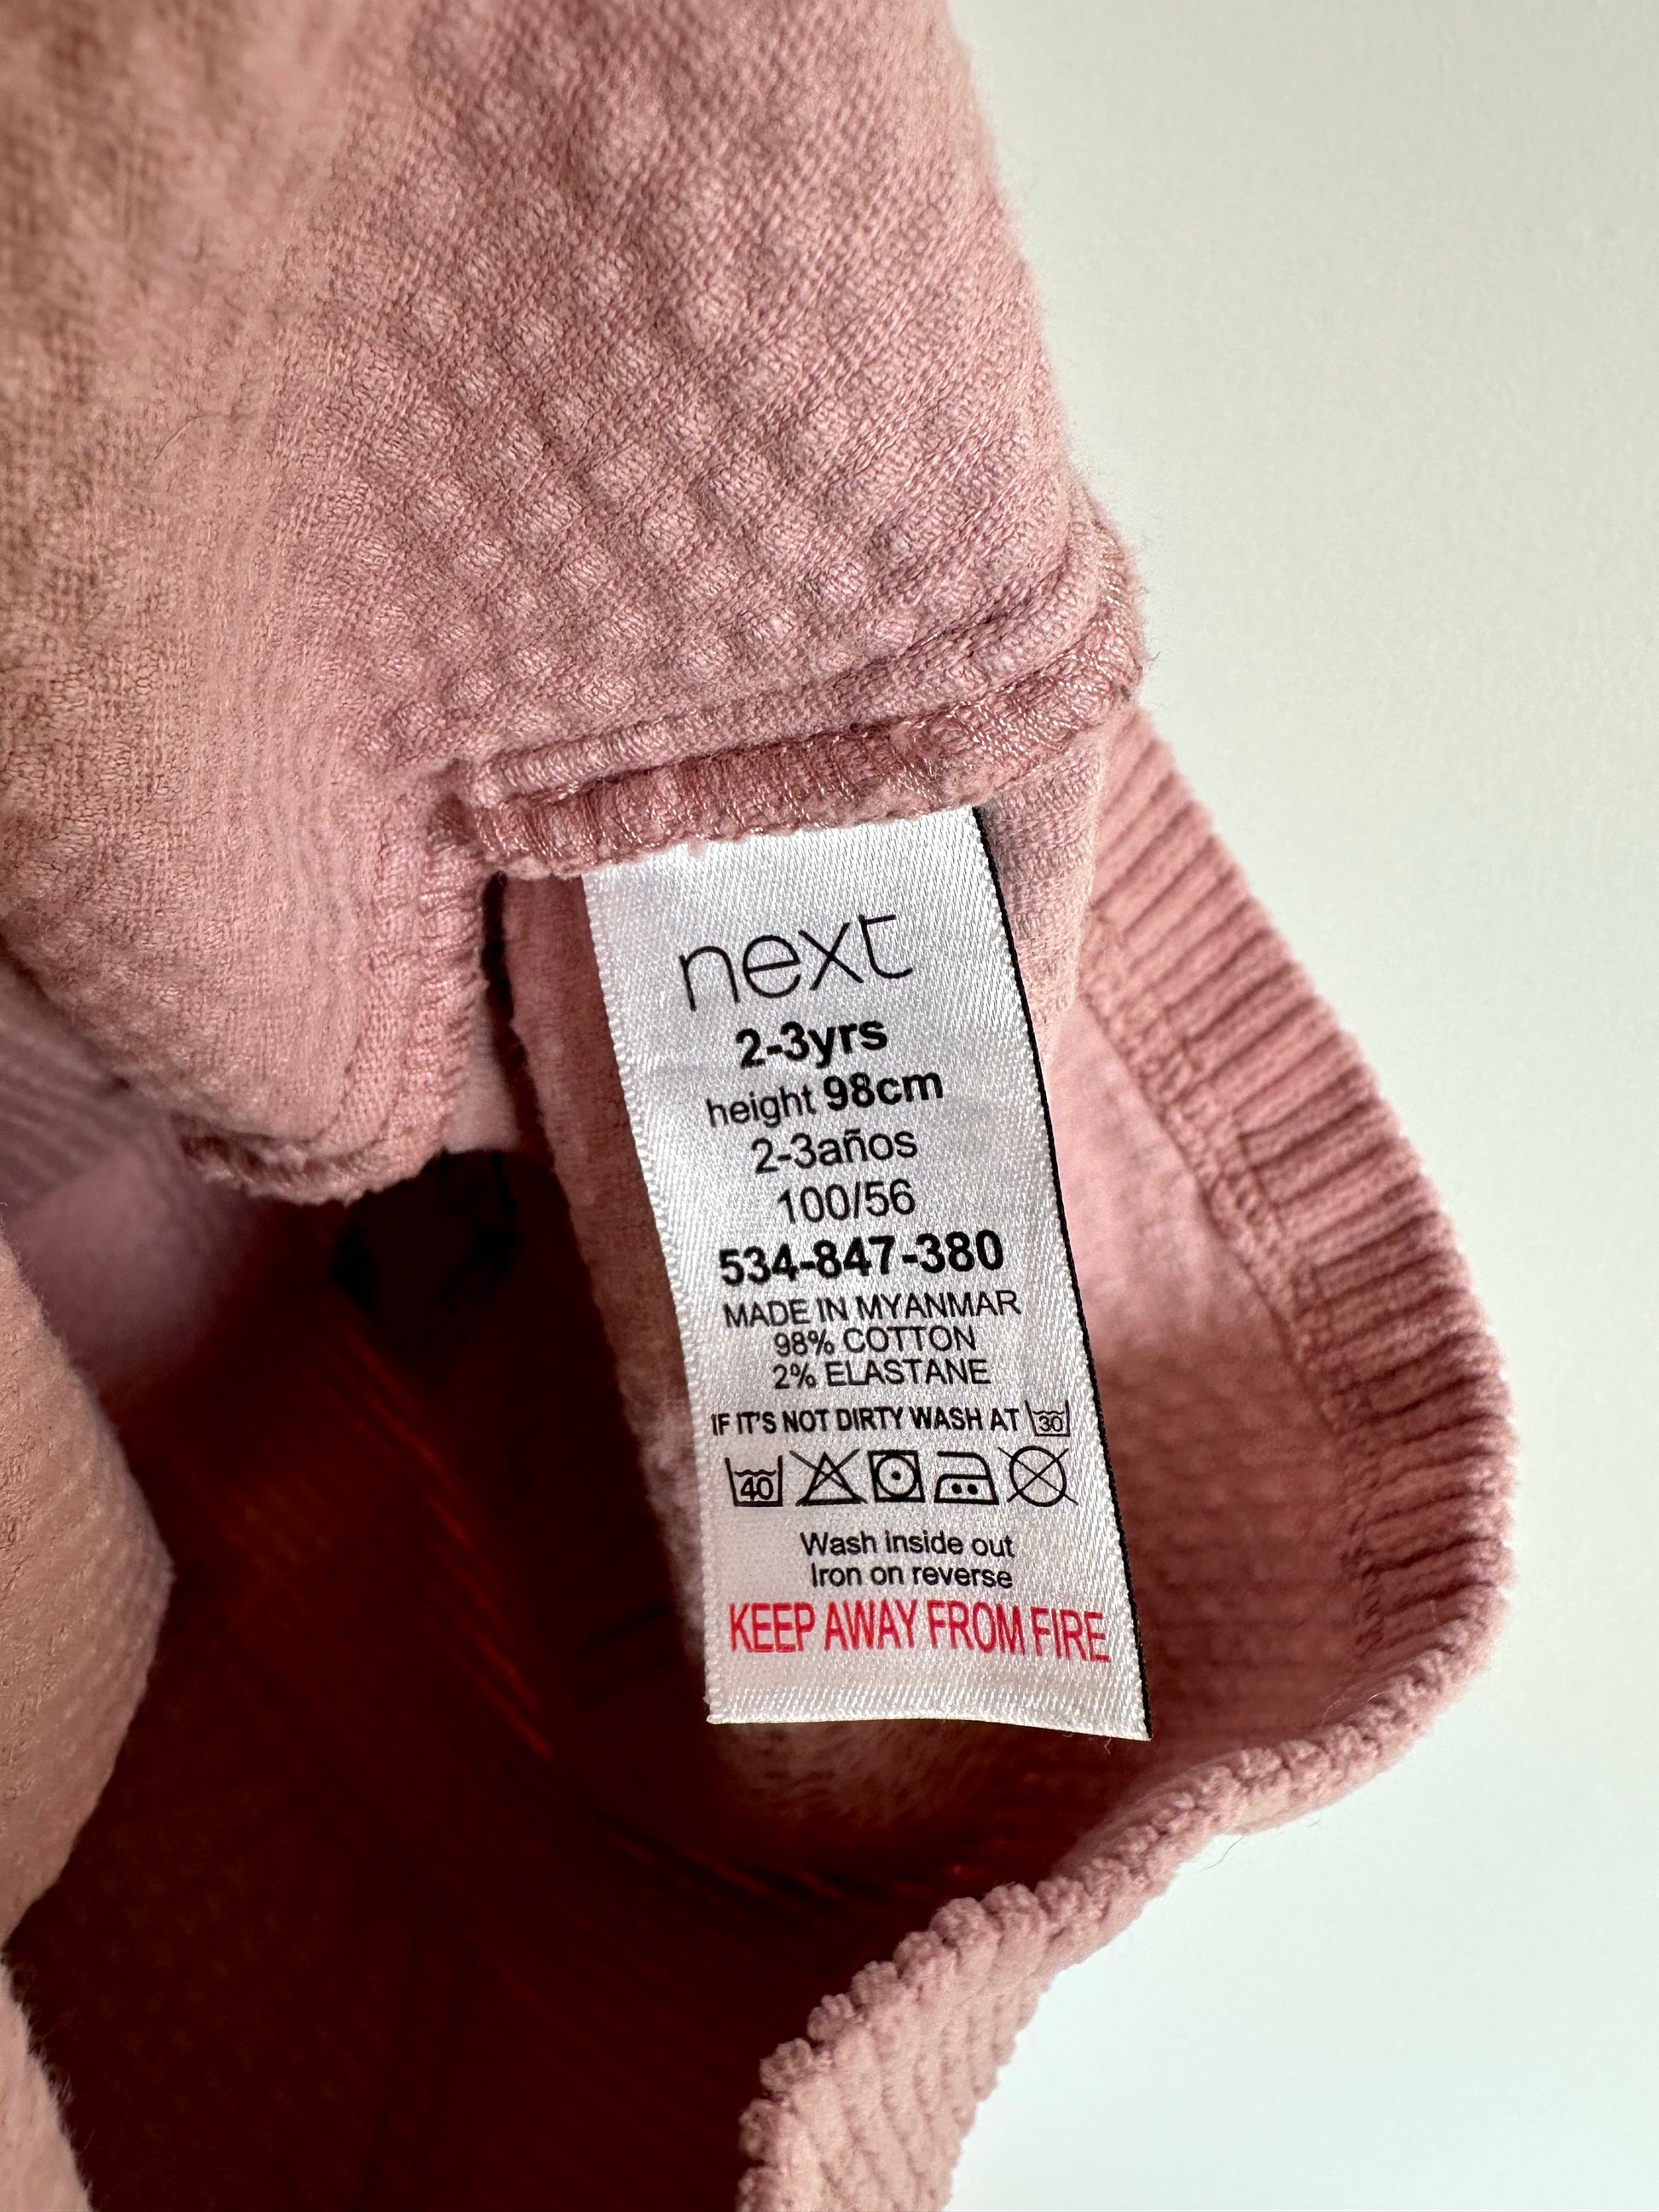 next
2-3yrs
height 98cm
2-3años
100/56
534-847-380
MADE IN MYANMAR
98% COTTON
2% ELASTANE
IF IT'S NOT DIRTY WASH AT 30
40
Wash inside out
Iron on reverse
KEEP AWAY FROM FIRE